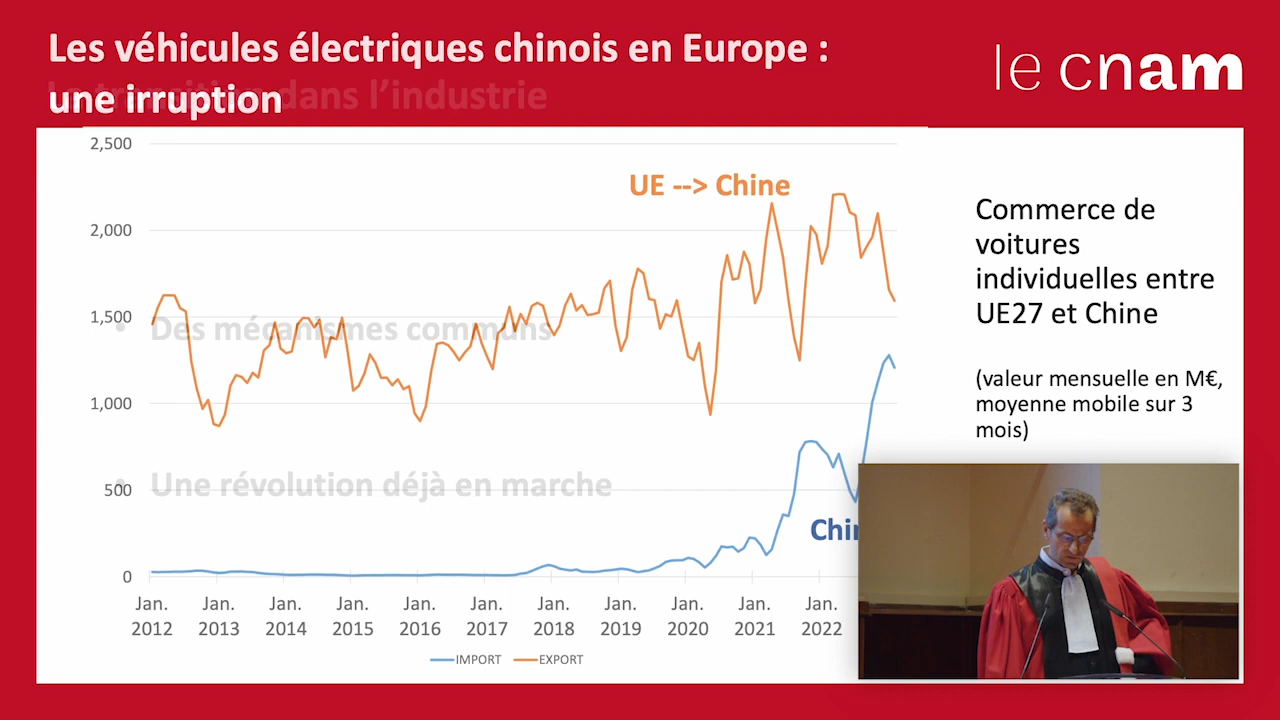 Les véhicules électriques chinois en Europe :
une irruption
La transition dans l'industrie
le cnam
2,500
2,000
1,500
1,000
500
0
UE --> Chine
Commerce de
voitures
individuelles entre
UE27 et Chine
(valeur mensuelle en M€,
moyenne mobile sur 3
mois)
• Des mécanismes communs
• Une révolution déjà en marche
Chin
Jan. Jan. Jan. Jan. Jan. Jan. Jan. Jan. Jan. Jan. Jan.
2012 2013 2014 2015 2016 2017 2018 2019 2020 2021 2022
IMPORT EXPORT